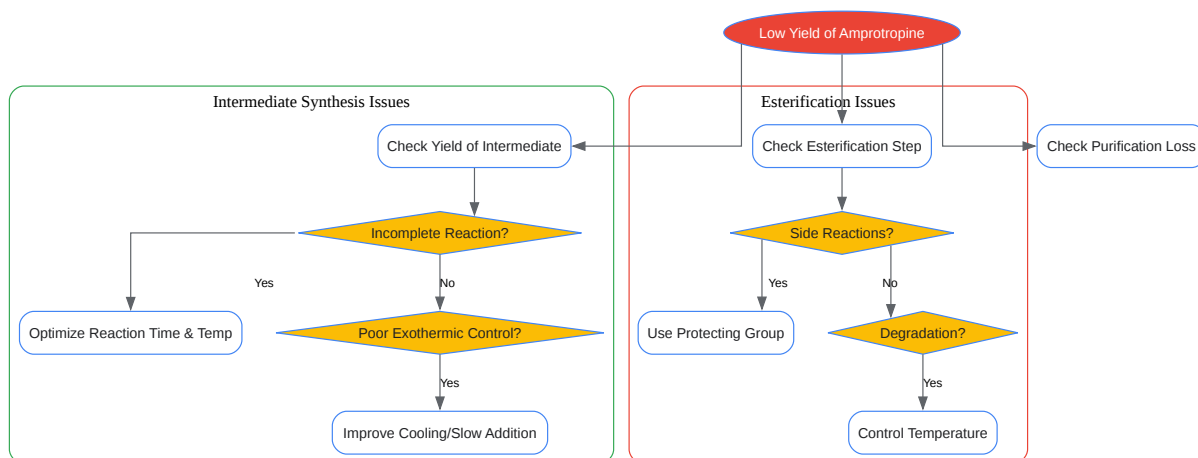 Low Yield of Amprotropine
Intermediate Synthesis Issues
Esterification Issues
Check Yield of Intermediate
Check Esterification Step
Check Purification Loss
Incomplete Reaction?
Side Reactions?
Yes
No
Yes
No
Optimize Reaction Time & Temp
Poor Exothermic Control?
Use Protecting Group
Degradation?
Yes
Yes
Improve Cooling/Slow Addition
Control Temperature